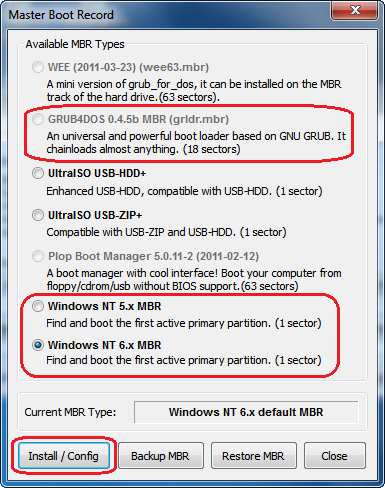 Master Boot Record
Available MBR Types
WEE (2011-03-23) (wee63.mbr)
A mini version of grub_for_dos, it can be installed on the MBR
track of the hard drive.(63 sectors).
GRUB4DOS 0.4.5b MBR (grldr.mbr)
An universal and powerful boot loader based on GNU GRUB. It
chainloads almost anything. (18 sectors)
UltraISO USB-HDD+
Enhanced USB-HDD, compatible with USB-HDD. (1 sector)
UltraISO USB-ZIP+
Compatible with USB-ZIP and USB-HDD. (1 sector)
Plop Boot Manager 5.0.11-2 (2011-02-12)
A boot manager with cool interface! Boot your computer from
floppy/cdrom/usb without BIOS support.(63 sectors)
Windows NT 5.x MBR
Find and boot the first active primary partition. (1 sector)
Windows NT 6.x MBR
Find and boot the first active primary partition. (1 sector)
Current MBR Type: Windows NT 6.x default MBR
Install / Config Backup MBR Restore MBR Close